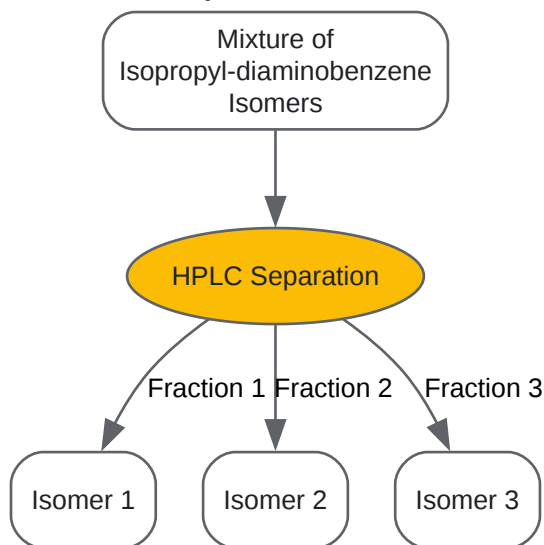 Mixture of
Isopropyl-diaminobenzene
Isomers
HPLC Separation
Fraction 1
Fraction 2
Fraction 3
Isomer 1
Isomer 2
Isomer 3